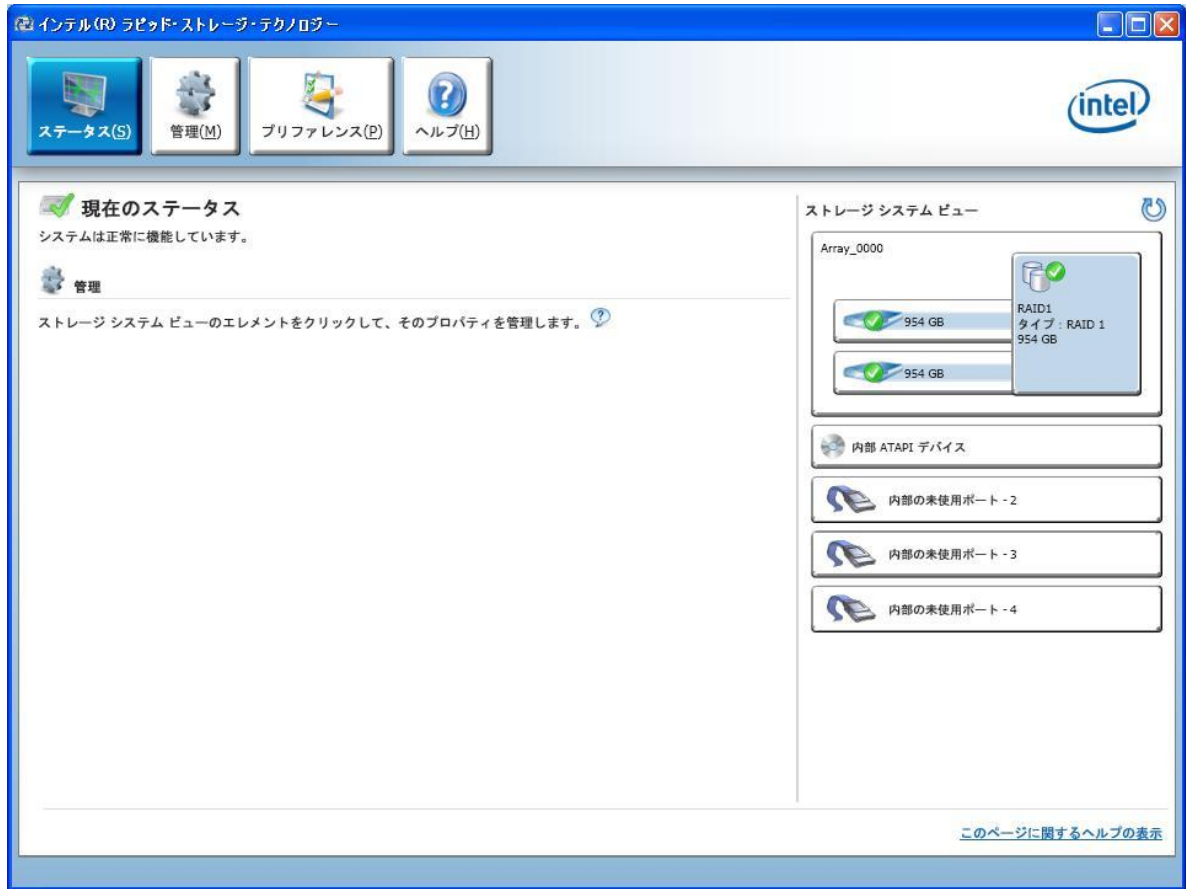 インテル(R) ラピッド・ストレージ・テクノロジー
ステータス(S)
管理(M)
プリファレンス(P)
ヘルプ(H)
intel
現在のステータス
システムは正常に機能しています。
管理
ストレージ システム ビューのエレメントをクリックして、そのプロパティを管理します。
ストレージ システム ビュー
Array_0000
954 GB
954 GB
RAID1
タイプ : RAID 1
954 GB
内部 ATAPI デバイス
内部の未使用ポート - 2
内部の未使用ポート - 3
内部の未使用ポート - 4
このページに関するヘルプの表示